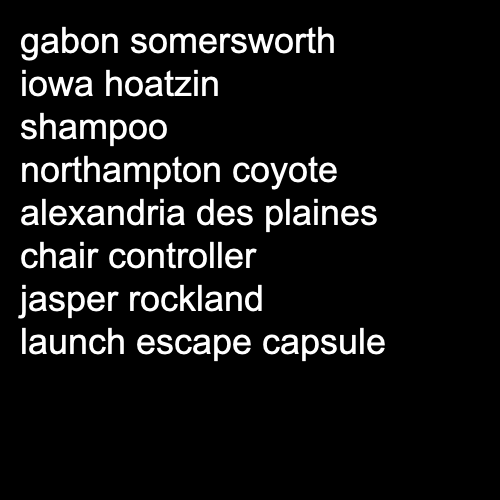 gabon somersworth
iowa hoatzin
shampoo
northampton coyote
alexandria des plaines
chair controller
jasper rockland
launch escape capsule